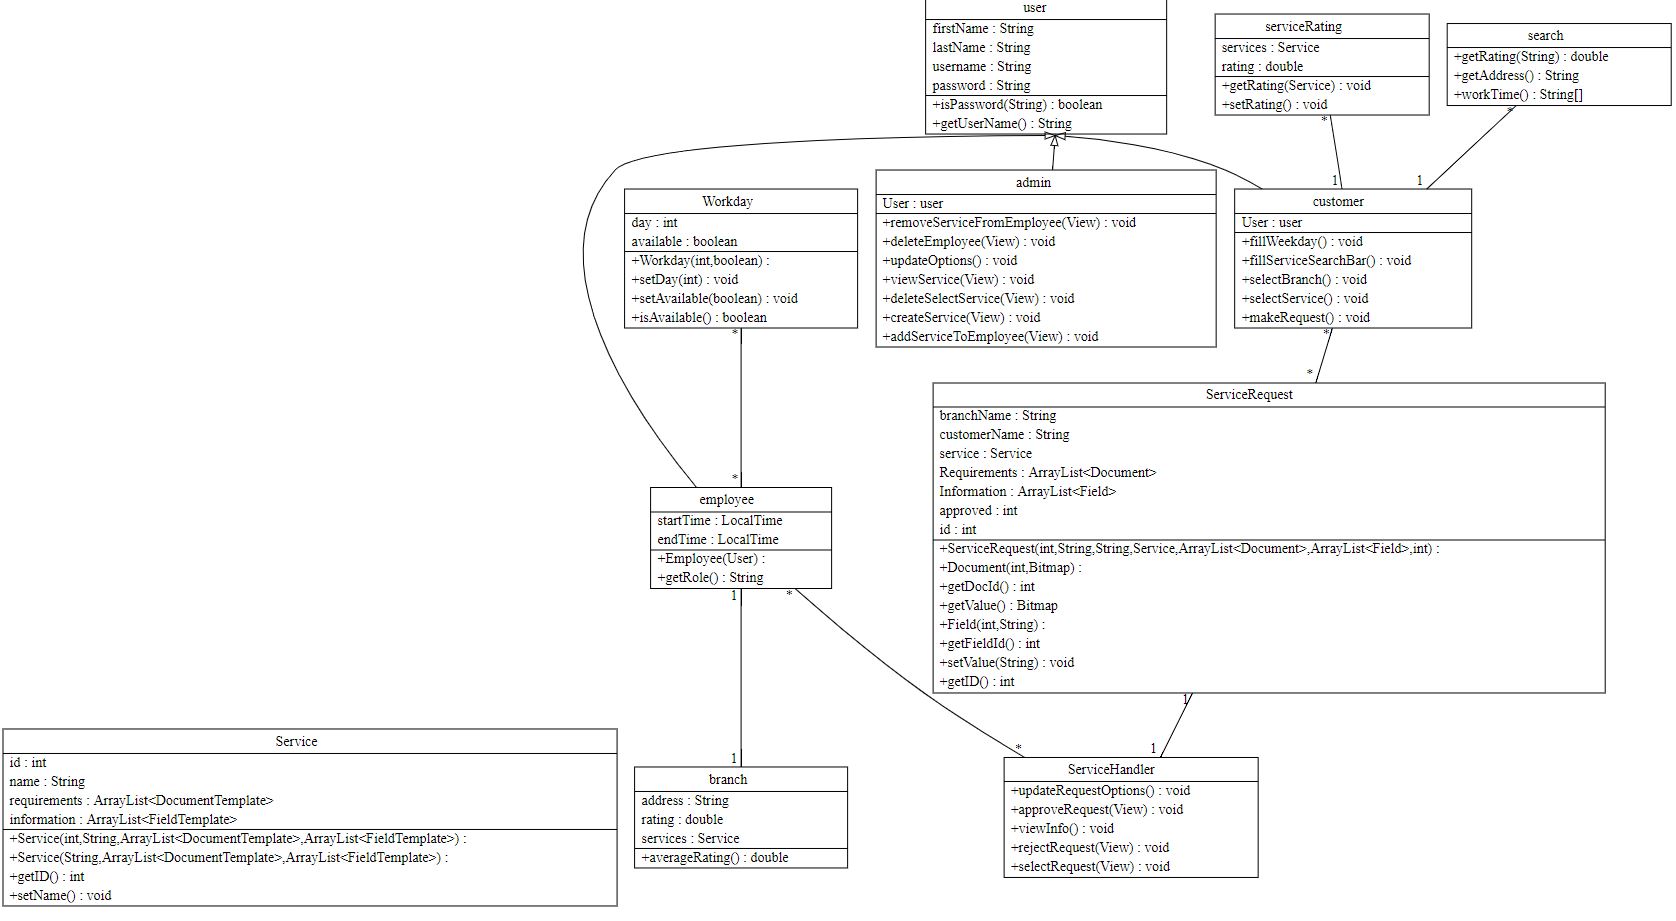 user
firstName : String
lastName : String
username : String
password : String
+isPassword(String) : boolean
+getUserName() : String
serviceRating
services : Service
rating : double
+getRating(Service) : void
+setRating() : void
*
1
search
+getRating(String) : double
+getAddress() : String
+workTime() : String[]
*
1
Workday
day : int
available : boolean
+Workday(int,boolean) :
+setDay(int) : void
+setAvailable(boolean) : void
+isAvailable() : boolean
*
*
admin
User : user
+removeServiceFromEmployee(View) : void
+deleteEmployee(View) : void
+updateOptions() : void
+viewService(View) : void
+deleteSelectService(View) : void
+createService(View) : void
+addServiceToEmployee(View) : void
customer
User : user
+fillWeekday() : void
+fillServiceSearchBar() : void
+selectBranch() : void
+selectService() : void
+makeRequest() : void
*
*
ServiceRequest
branchName : String
customerName : String
service : Service
Requirements : ArrayList<Document>
Information : ArrayList<Field>
approved : int
id : int
+ServiceRequest(int,String,String,Service,ArrayList<Document>,ArrayList<Field>,int) :
+Document(int,Bitmap) :
+getDocId() : int
+getValue() : Bitmap
+Field(int,String) :
+getFieldId() : int
+setValue(String) : void
+getID() : int
1
1
employee
startTime : LocalTime
endTime : LocalTime
+Employee(User) :
+getRole() : String
1
*
1
*
Service
id : int
name : String
requirements : ArrayList<DocumentTemplate>
information : ArrayList<FieldTemplate>
+Service(int,String,ArrayList<DocumentTemplate>,ArrayList<FieldTemplate>) :
+Service(String,ArrayList<DocumentTemplate>,ArrayList<FieldTemplate>) :
+getID() : int
+setName() : void
branch
address : String
rating : double
services : Service
+averageRating() : double
ServiceHandler
+updateRequestOptions() : void
+approveRequest(View) : void
+viewInfo() : void
+rejectRequest(View) : void
+selectRequest(View) : void